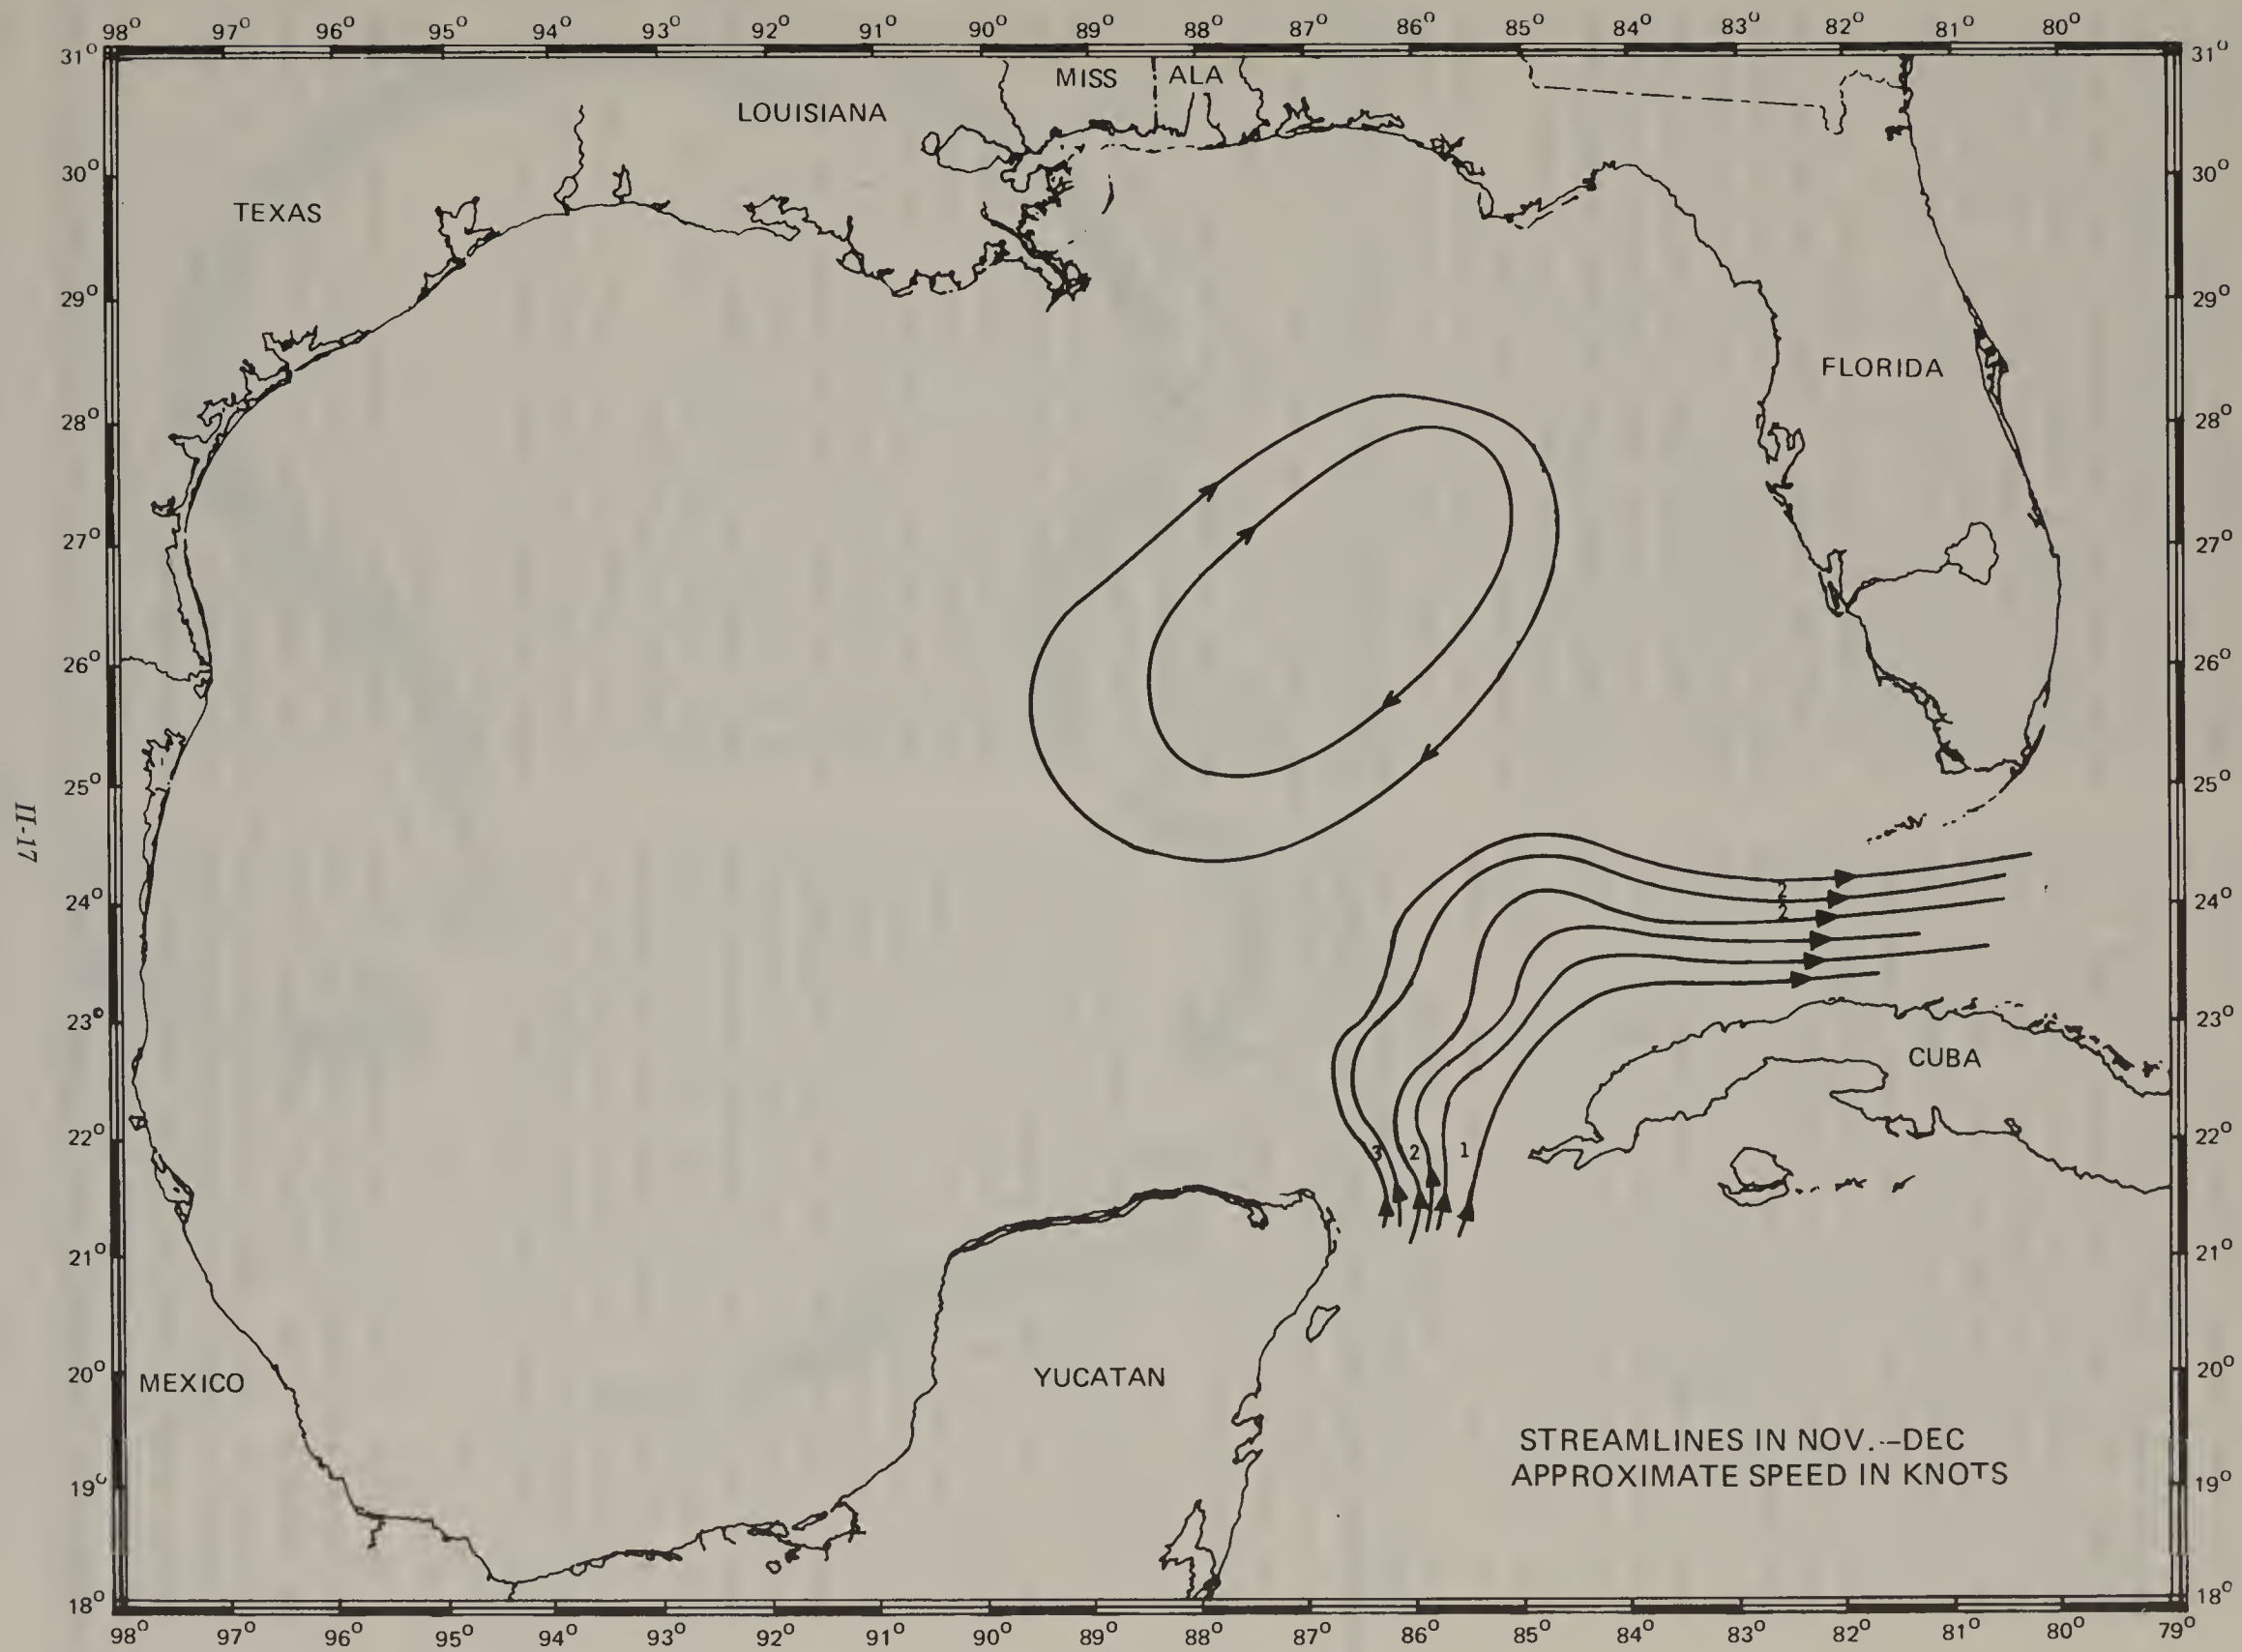 98° 97° 96° 95° 94° 93° 92° 91° 90° 89° 88° 87° 86° 85° 84° 83° 82° 81° 80°
31° 31°
MISS ALA
LOUISIANA
30° 30°
TEXAS
29° 29°
FLORIDA
28° 28°
27° 27°
26° 26°
25° 25°
II-17
2
24° 24°
2
23° 23°
CUBA
22° 22°
3 2 1
21° 21°
20° 20°
MEXICO YUCATAN
STREAMLINES IN NOV.--DEC
APPROXIMATE SPEED IN KNOTS
19° 19°
18° 18°
98° 97° 96° 95° 94° 93° 92° 91° 90° 89° 88° 87° 86° 85° 84° 83° 82° 81° 80° 79°